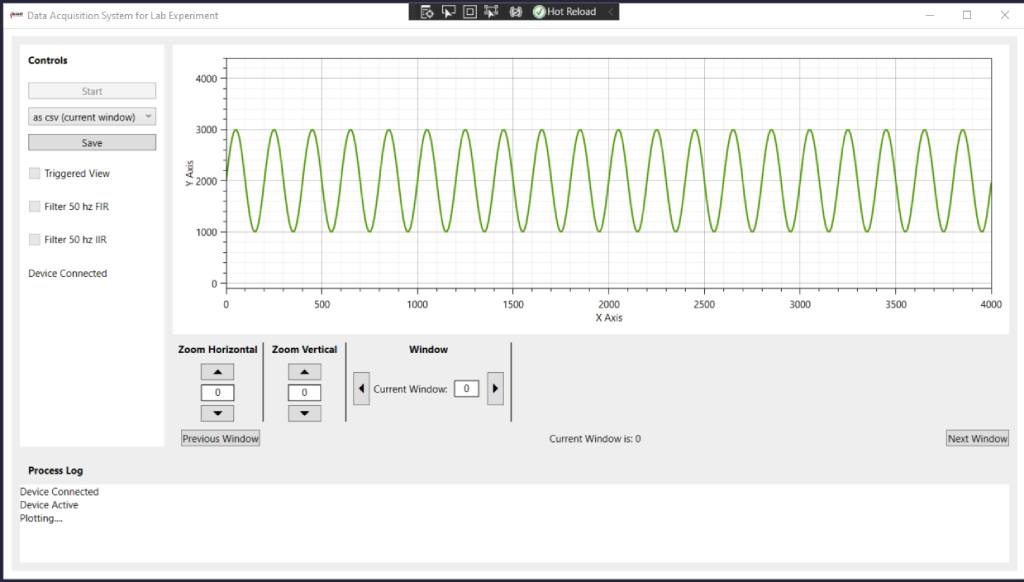 Data Acquisition System for Lab Experiment
Hot Reload
Controls
Start
as csv (current window)
Save
Triggered View
Filter 50 hz FIR
Filter 50 hz IIR
Device Connected
Y Axis
4000
3000
2000
1000
0
0 500 1000 1500 2000 2500 3000 3500 4000
X Axis
Zoom Horizontal Zoom Vertical Window
0 0 Current Window: 0
Previous Window Current Window is: 0 Next Window
Process Log
Device Connected
Device Active
Plotting....